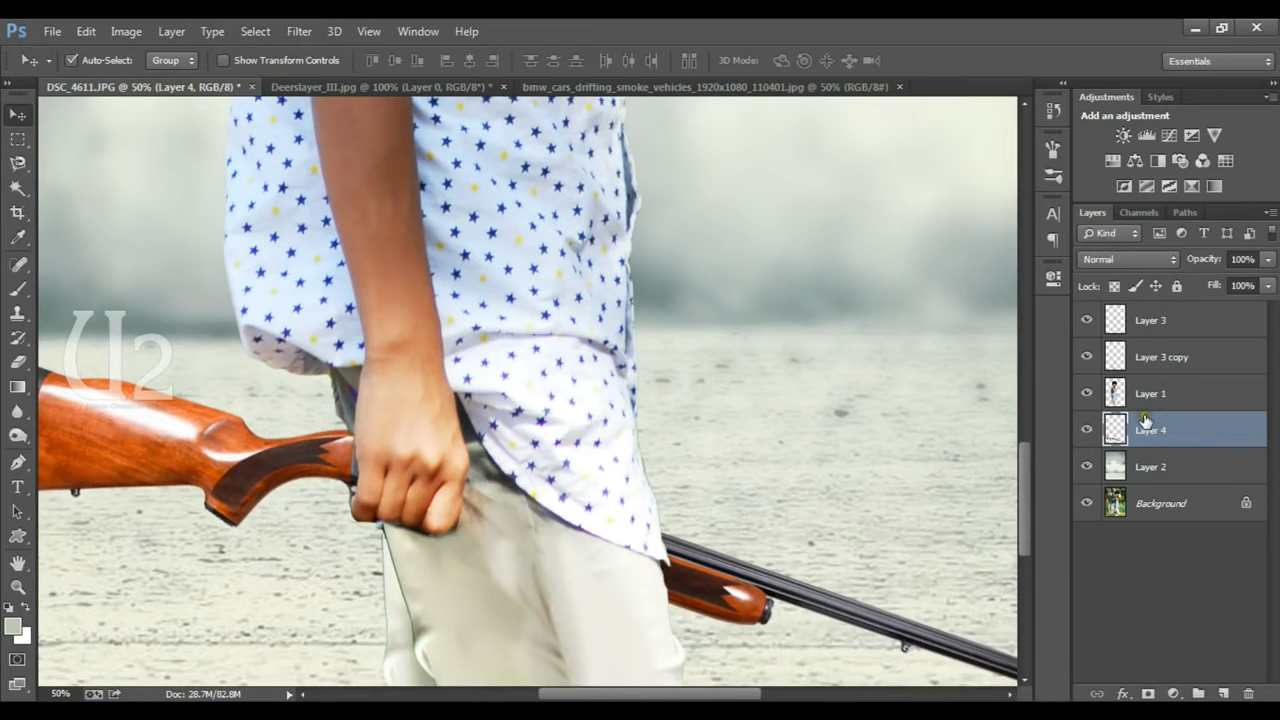 Ps File Edit Image Layer Type Select Filter 3D View Window Help
Auto-Select: Group Show Transform Controls 3D Mode: Essentials
DSC_4611.JPG @ 50% (Layer 4, RGB/8) * × Deerslayer_III.jpg @ 100% (Layer 0, RGB/8*) * × bmw_cars_drifting_smoke_vehicles_1920x1080_110401.jpg @ 50% (RGB/8#) ×
Adjustments Styles
Add an adjustment
Layers Channels Paths
Kind
Normal Opacity: 100%
Lock: Fill: 100%
Layer 3
Layer 3 copy
Layer 1
Layer 4
Layer 2
Background
U2
50% Doc: 28.7M/82.8M